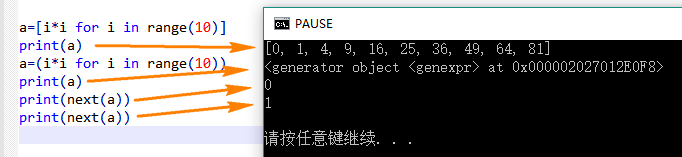 a=[i*i for i in range(10)]
print(a)
a=(i*i for i in range(10))
print(a)
print(next(a))
print(next(a))
PAUSE
[0, 1, 4, 9, 16, 25, 36, 49, 64, 81]
<generator object <genexpr> at 0x000002027012E0F8>
0
1
请按任意键继续. . .